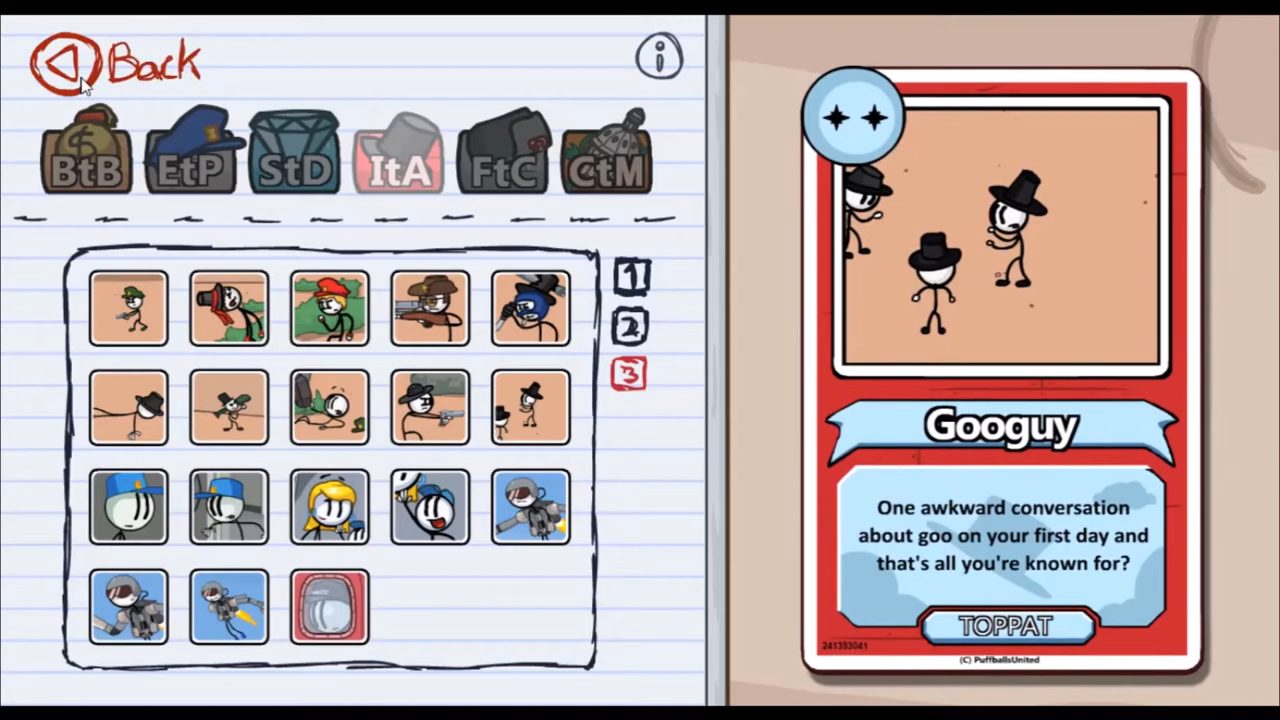 Back
i
BtB EtP StD ItA FtC CtM
1
2
3
Googuy
One awkward conversation
about goo on your first day and
that's all you're known for?
TOPPAT
241353041
(C) PuffballsUnited